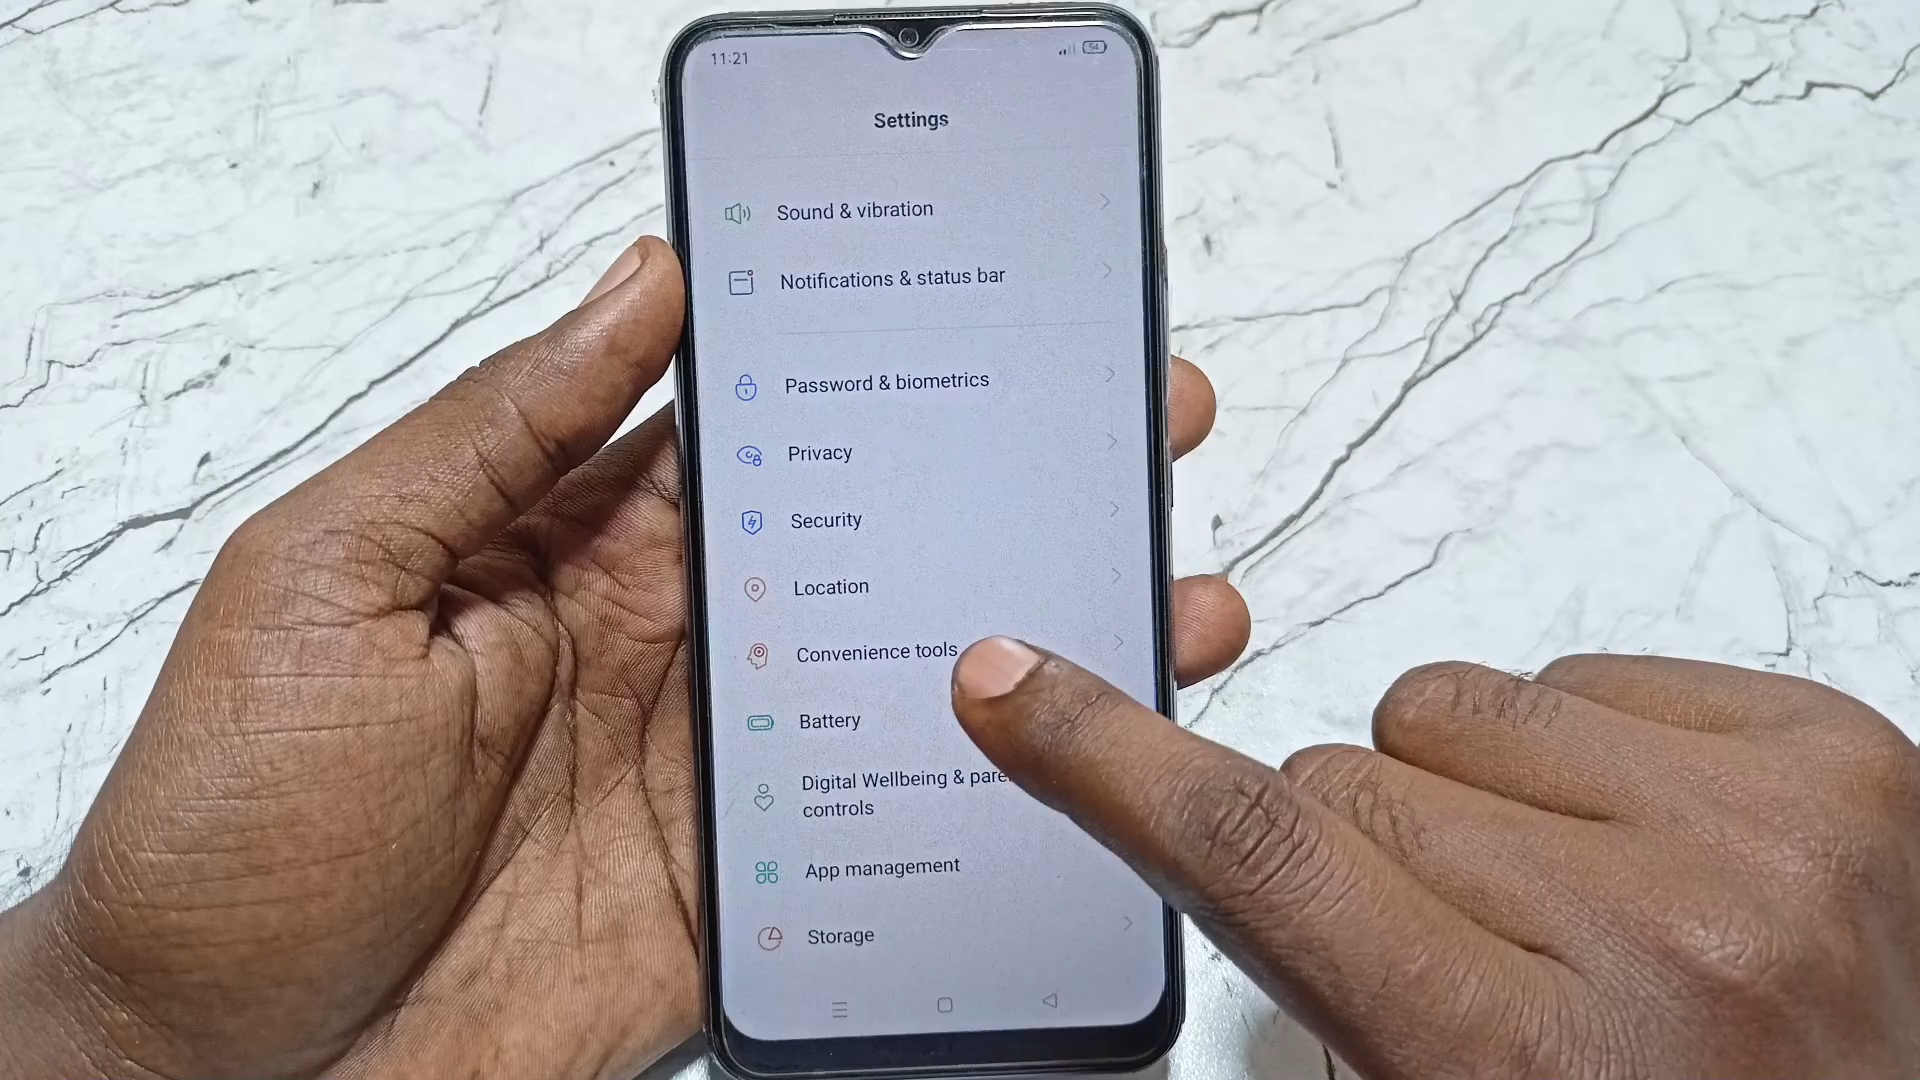 11:21
54
Settings
Sound & vibration
Notifications & status bar
Password & biometrics
Privacy
Security
Location
Convenience tools
Battery
Digital Wellbeing &
controls
App management
Storage